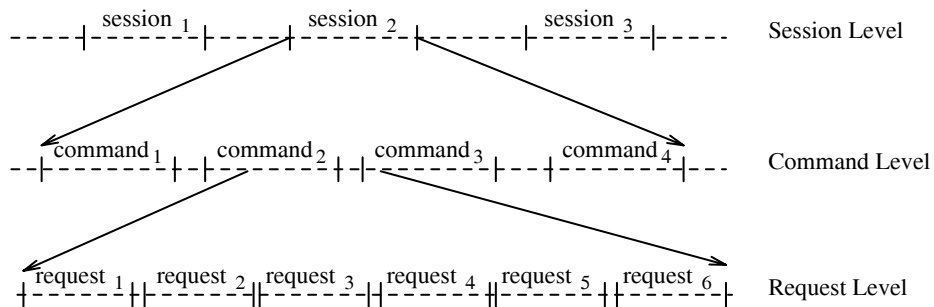 session 1 session 2 session 3 Session Level
command 1 command 2 command 3 command 4 Command Level
request 1 request 2 request 3 request 4 request 5 request 6 Request Level